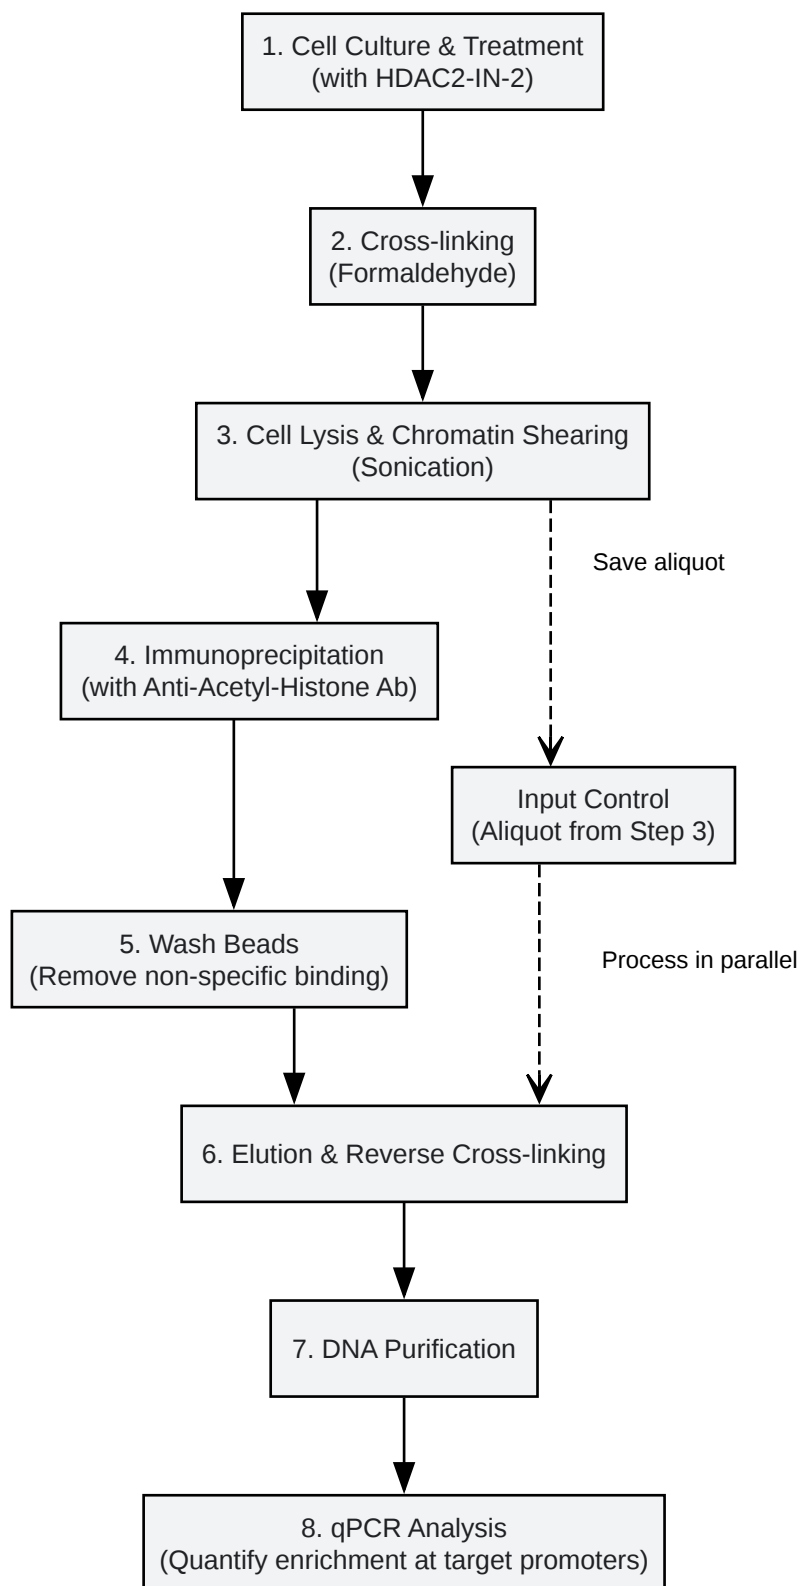 1. Cell Culture & Treatment
(with HDAC2-IN-2)
2. Cross-linking
(Formaldehyde)
3. Cell Lysis & Chromatin Shearing
(Sonication)
Save aliquot
4. Immunoprecipitation
(with Anti-Acetyl-Histone Ab)
Input Control
(Aliquot from Step 3)
5. Wash Beads
(Remove non-specific binding)
Process in parallel
6. Elution & Reverse Cross-linking
7. DNA Purification
8. qPCR Analysis
(Quantify enrichment at target promoters)